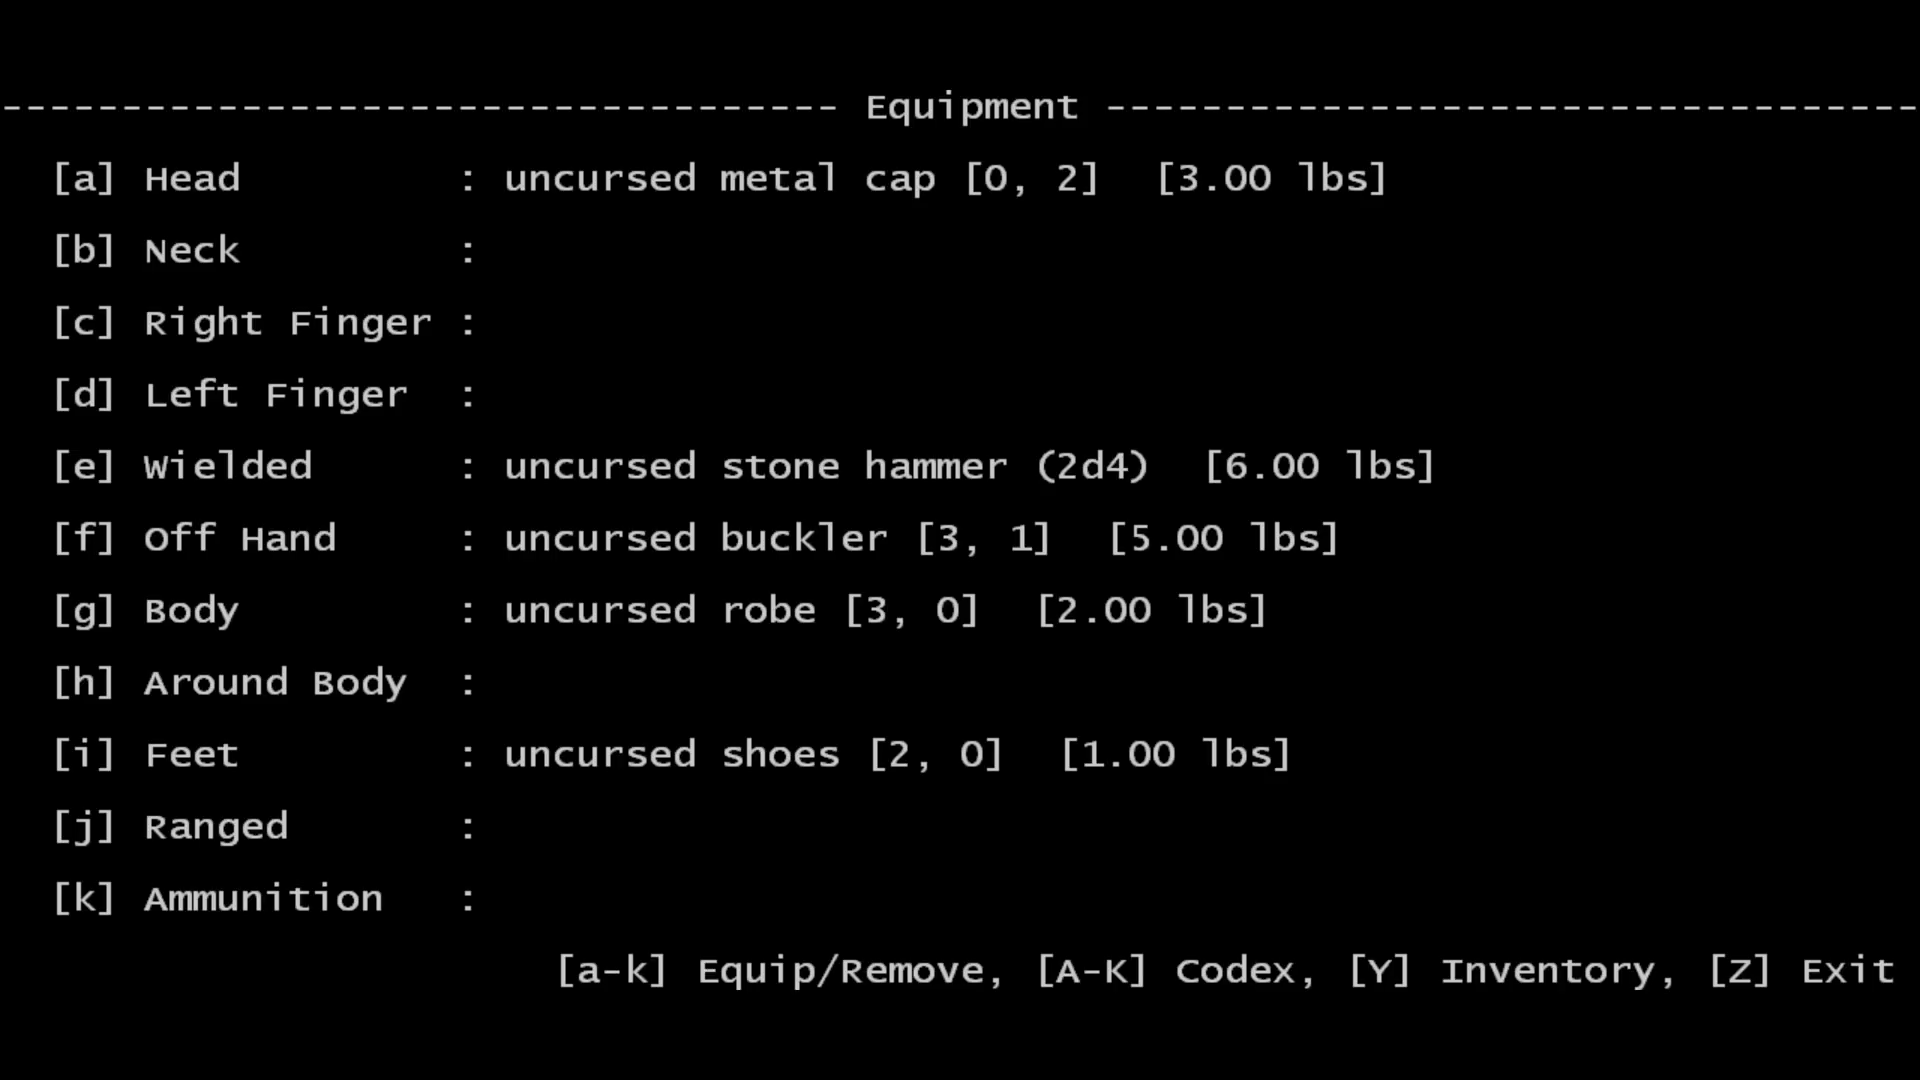 ---------------------------------- Equipment ----------------------------------
[a] Head         : uncursed metal cap [0, 2]  [3.00 lbs]
[b] Neck         :
[c] Right Finger :
[d] Left Finger  :
[e] Wielded      : uncursed stone hammer (2d4)  [6.00 lbs]
[f] Off Hand     : uncursed buckler [3, 1]  [5.00 lbs]
[g] Body         : uncursed robe [3, 0]  [2.00 lbs]
[h] Around Body  :
[i] Feet         : uncursed shoes [2, 0]  [1.00 lbs]
[j] Ranged       :
[k] Ammunition   :
[a-k] Equip/Remove, [A-K] Codex, [Y] Inventory, [Z] Exit